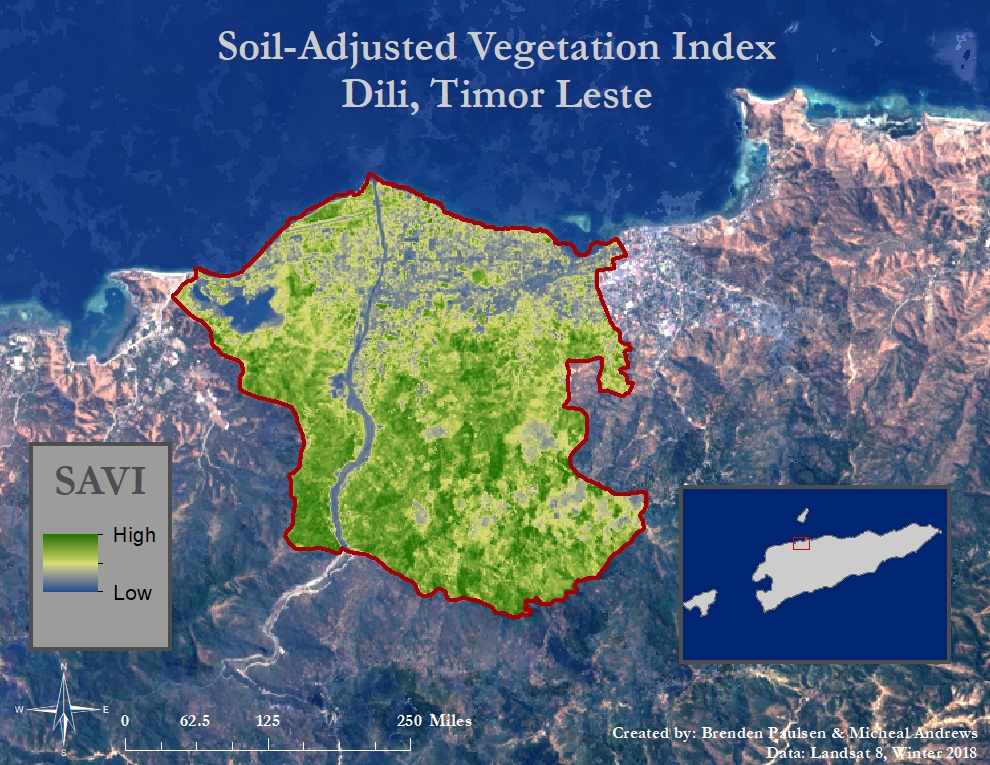 Soil-Adjusted Vegetation Index
Dili, Timor Leste
SAVI
High
Low
N
W
E
S
0 62.5 125 250 Miles
Created by: Brenden Paulsen & Micheal Andrews
Data: Landsat 8, Winter 2018